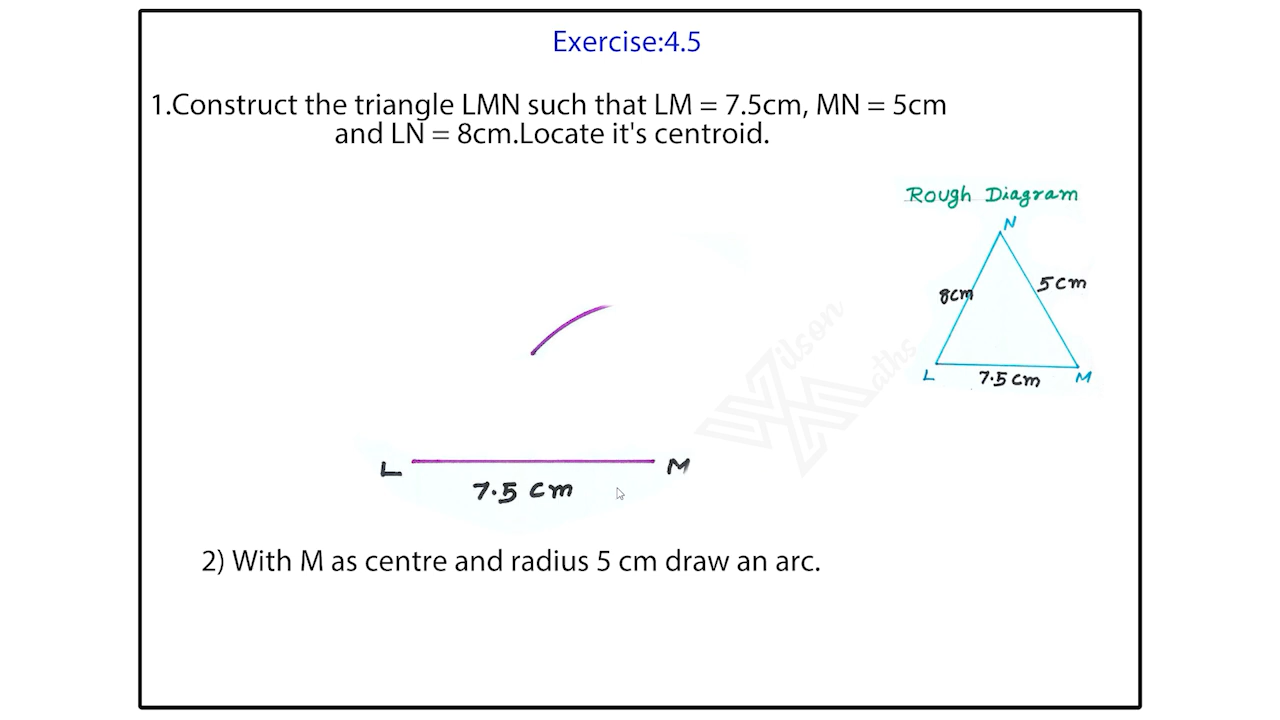 Exercise:4.5
1.Construct the triangle LMN such that LM = 7.5cm, MN = 5cm
and LN = 8cm.Locate it's centroid.
Rough Diagram
N
8cm
5cm
L
7.5cm
M
Wilson
Maths
L
M
7.5 cm
2) With M as centre and radius 5 cm draw an arc.